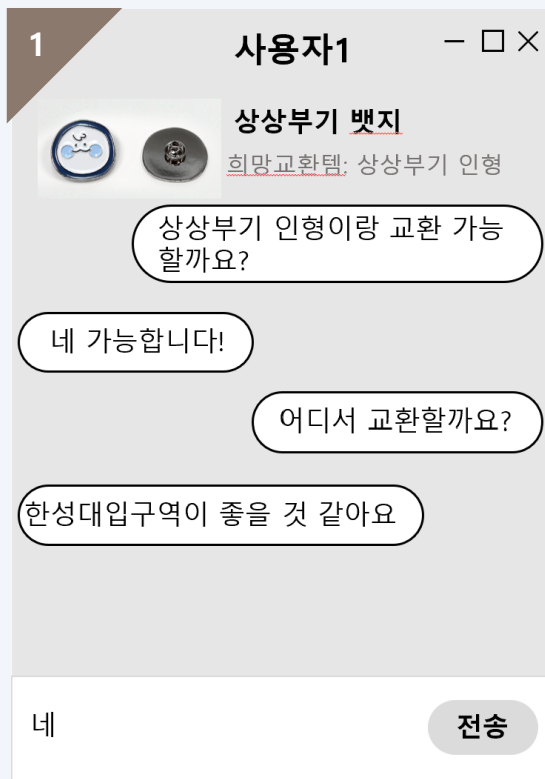 1
사용자1
상상부기 뱃지
희망교환템: 상상부기 인형
상상부기 인형이랑 교환 가능
할까요?
네 가능합니다!
어디서 교환할까요?
한성대입구역이 좋을 것 같아요
네
전송